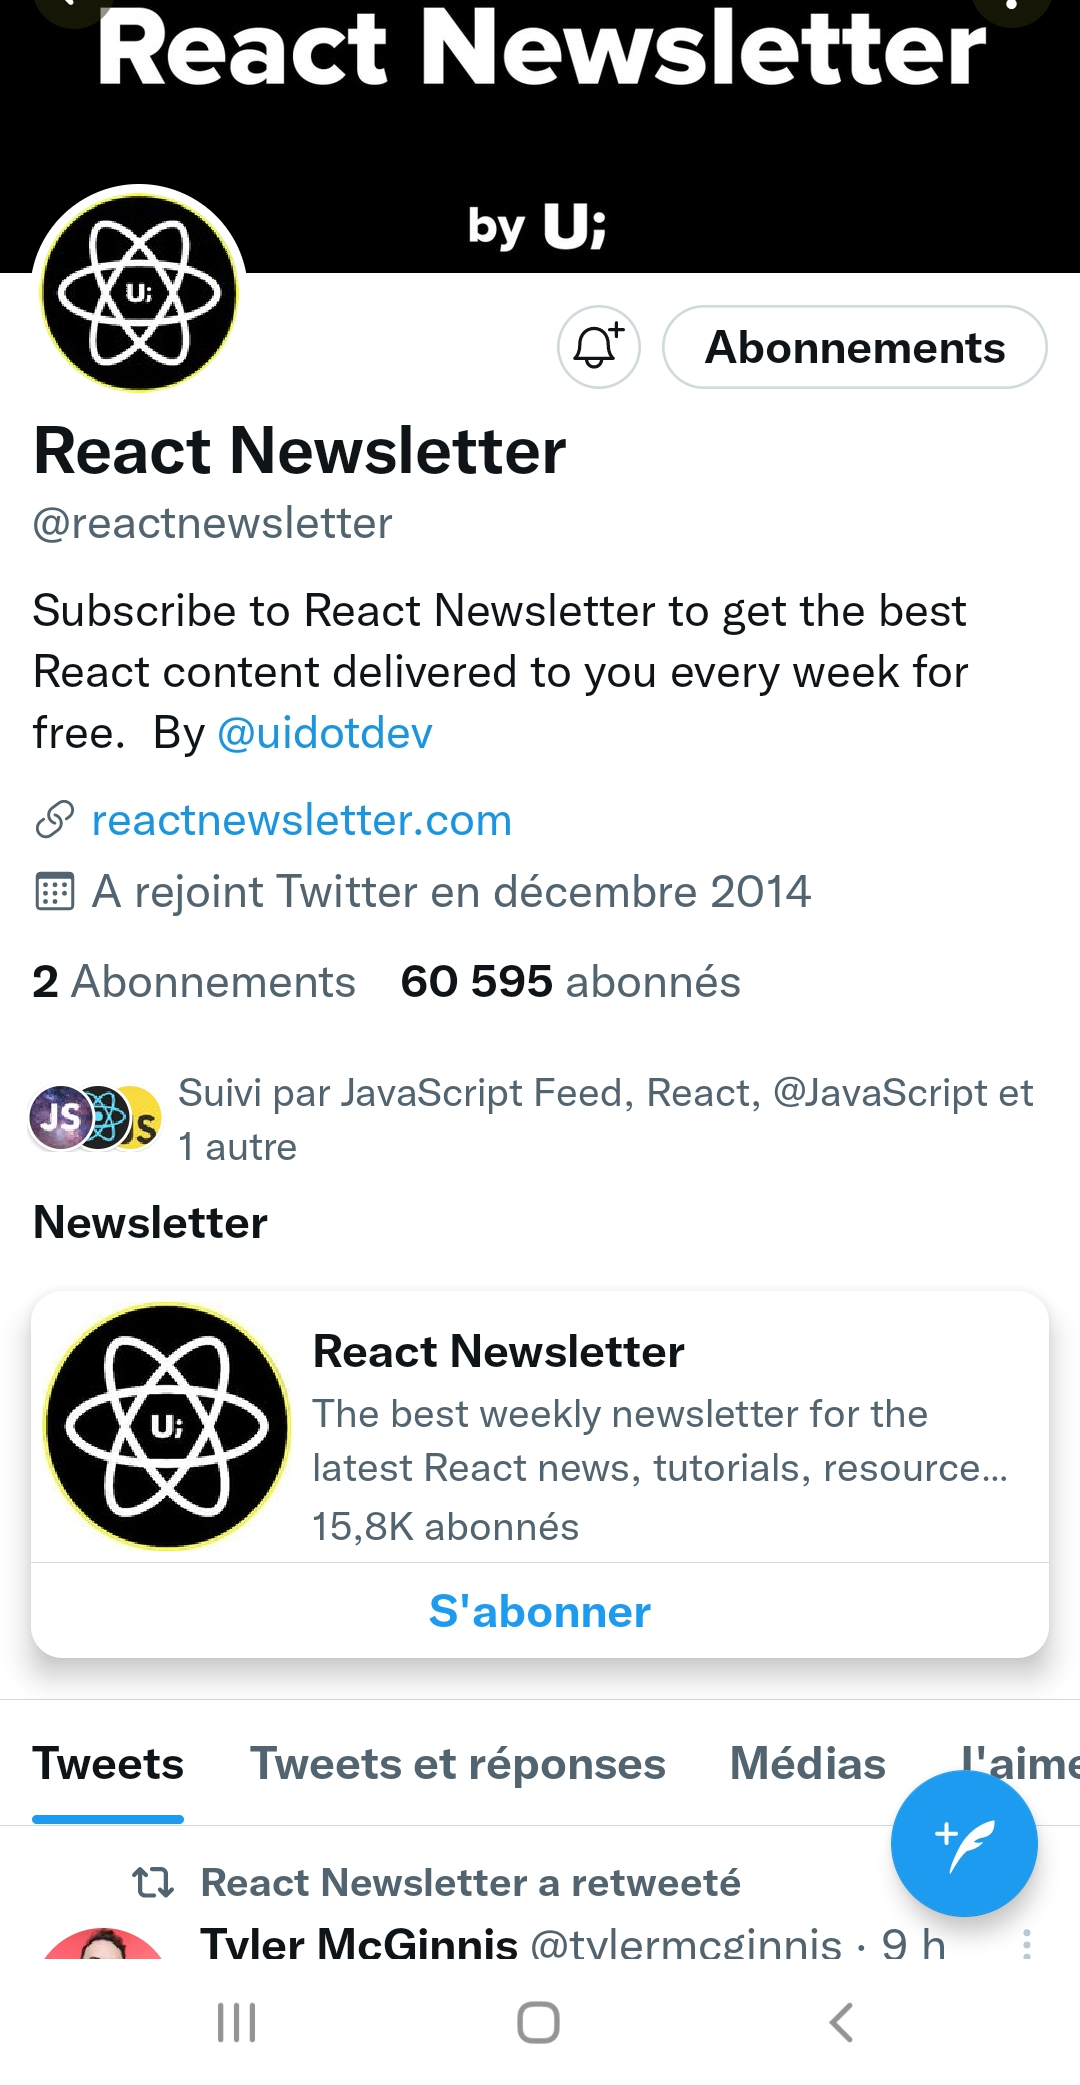 React Newsletter
by U;
U;
Abonnements
React Newsletter
@reactnewsletter
Subscribe to React Newsletter to get the best
React content delivered to you every week for
free. By @uidotdev
reactnewsletter.com
A rejoint Twitter en décembre 2014
2 Abonnements 60 595 abonnés
JS JS
Suivi par JavaScript Feed, React, @JavaScript et
1 autre
Newsletter
U;
React Newsletter
The best weekly newsletter for the
latest React news, tutorials, resource...
15,8K abonnés
S'abonner
Tweets Tweets et réponses Médias J'aime
React Newsletter a retweeté
Tyler McGinnis @tylermcginnis · 9 h